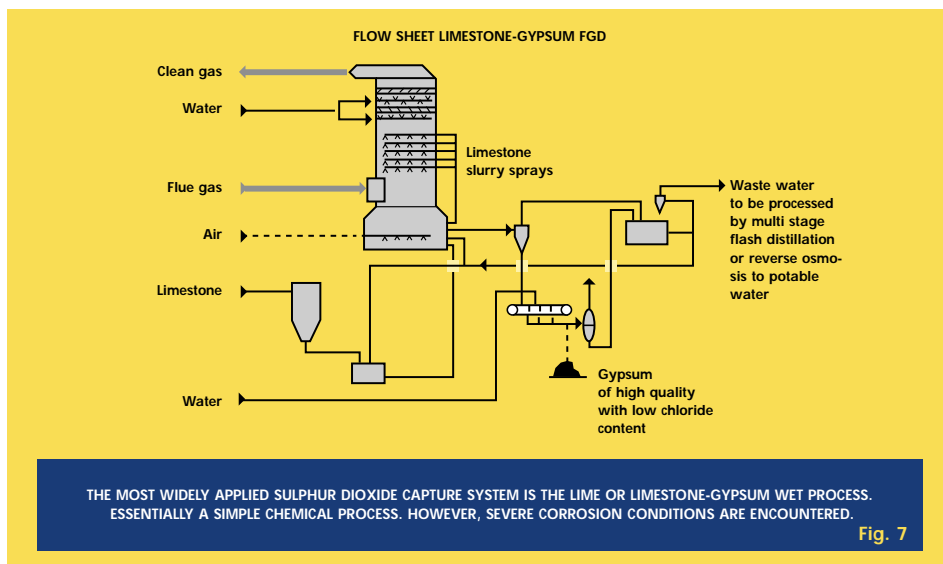 FLOW SHEET LIMESTONE-GYPSUM FGD
Clean gas
Water
Limestone
slurry sprays
Flue gas
Waste water
to be processed
by multi stage
flash distillation
or reverse osmo-
sis to potable
water
Air
Limestone
Gypsum
of high quality
with low chloride
content
Water
THE MOST WIDELY APPLIED SULPHUR DIOXIDE CAPTURE SYSTEM IS THE LIME OR LIMESTONE-GYPSUM WET PROCESS.
ESSENTIALLY A SIMPLE CHEMICAL PROCESS. HOWEVER, SEVERE CORROSION CONDITIONS ARE ENCOUNTERED.
Fig. 7